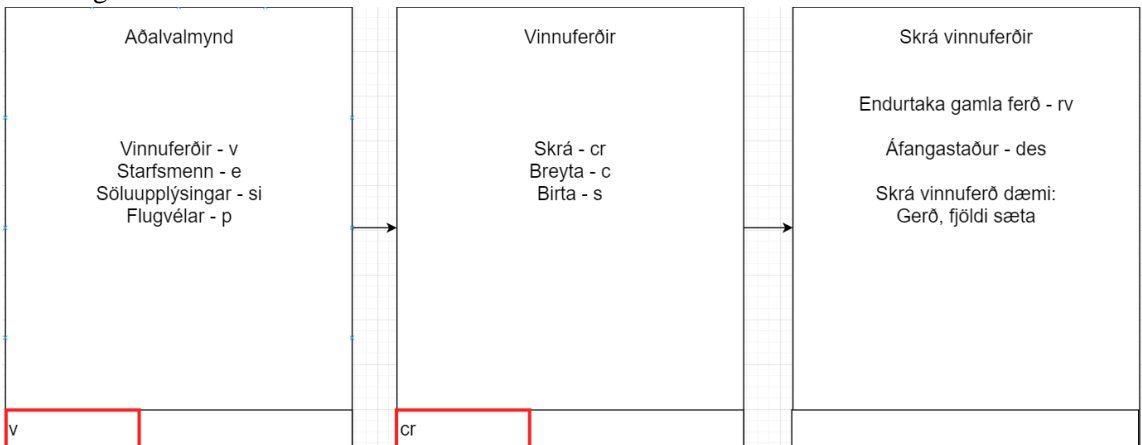 Aðalvalmynd
Vinnuferðir - v
Starfsmenn - e
Söluupplýsingar - si
Flugvélar - p
v
Vinnuferðir
Skrá - cr
Breyta - c
Birta - s
cr
Skrá vinnuferðir
Endurtaka gamla ferð - rv
Áfangastaður - des
Skrá vinnuferð dæmi:
Gerð, fjöldi sæta